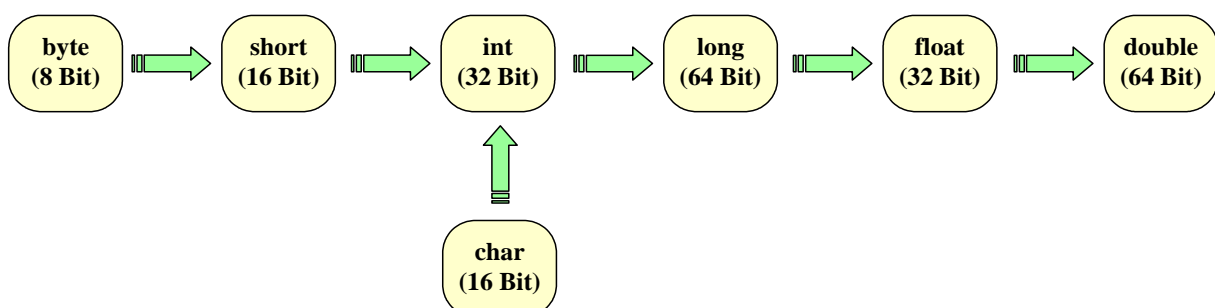 byte
(8 Bit)
short
(16 Bit)
int
(32 Bit)
long
(64 Bit)
float
(32 Bit)
double
(64 Bit)
char
(16 Bit)